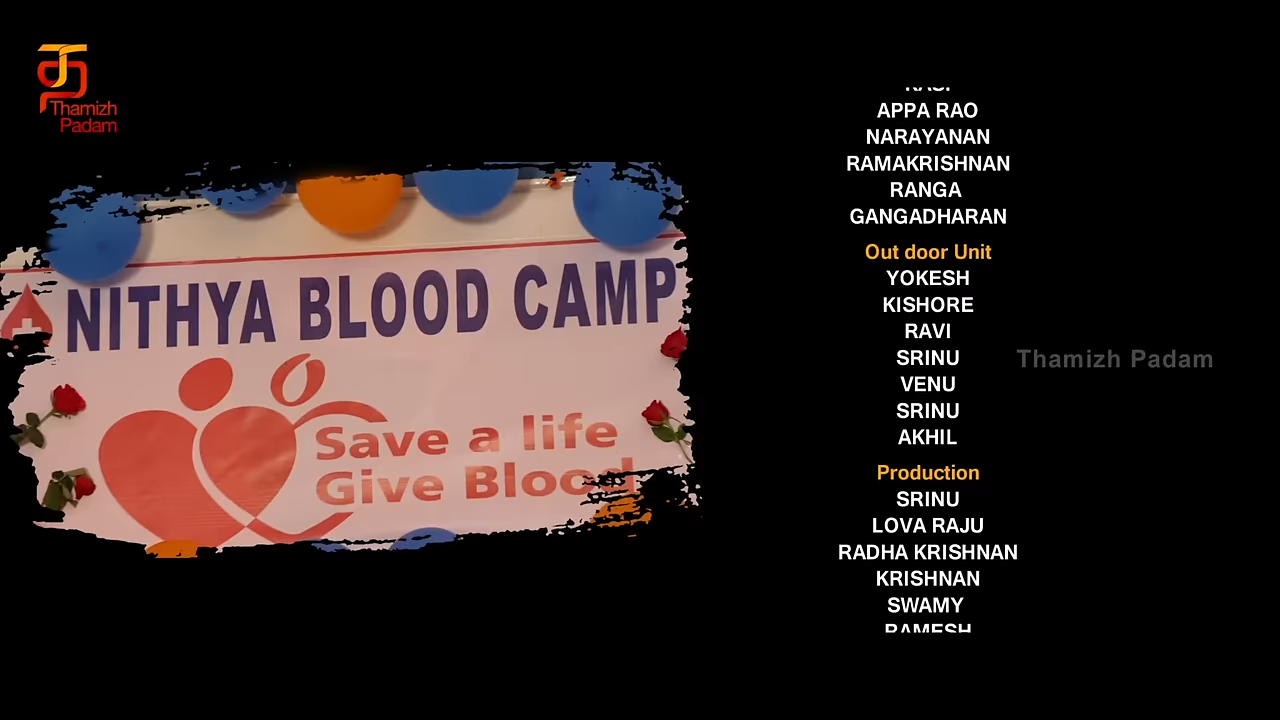 Thamizh
Padam
NITHYA BLOOD CAMP
Save a life
Give Blood
APPA RAO
NARAYANAN
RAMAKRISHNAN
RANGA
GANGADHARAN
Out door Unit
YOKESH
KISHORE
RAVI
SRINU
VENU
SRINU
AKHIL
Production
SRINU
LOVA RAJU
RADHA KRISHNAN
KRISHNAN
SWAMY
RAMESH
Thamizh Padam